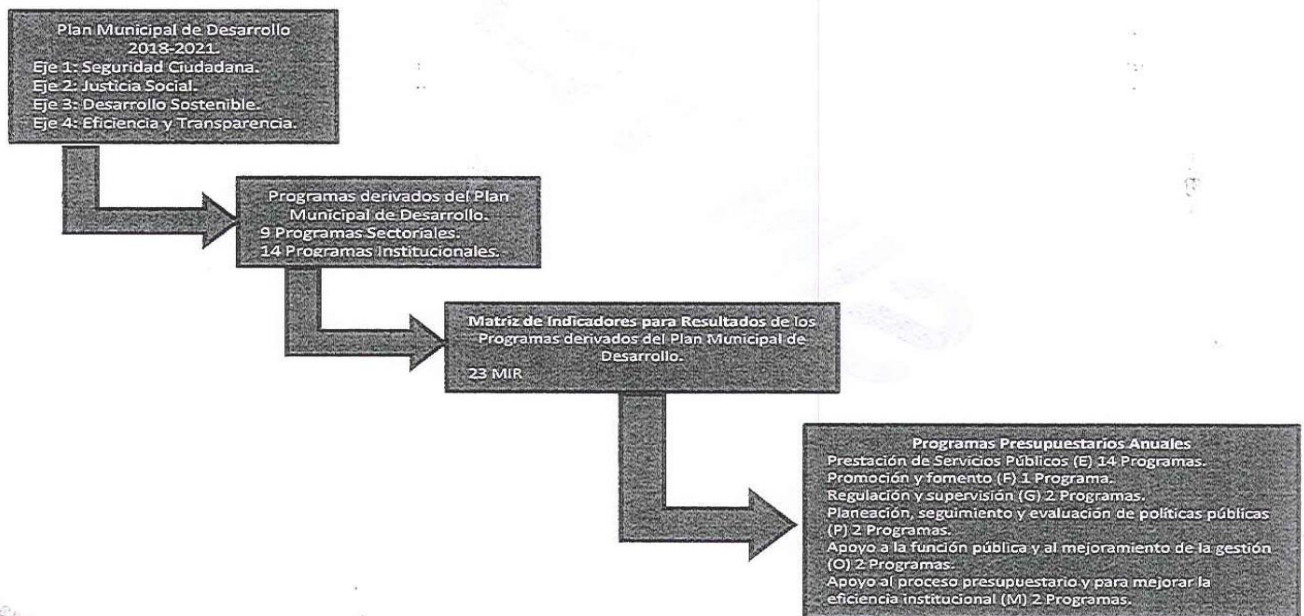 Plan Municipal de Desarrollo
2018-2021.
Eje 1: Seguridad Ciudadana.
Eje 2: Justicia Social.
Eje 3: Desarrollo Sostenible.
Eje 4: Eficiencia y Transparencia.
Programas derivados del Plan
Municipal de Desarrollo.
9 Programas Sectoriales.
14 Programas Institucionales.
Matriz de Indicadores para Resultados de los
Programas derivados del Plan Municipal de
Desarrollo.
23 MIR
Programas Presupuestarios Anuales
Prestación de Servicios Públicos (E) 14 Programas.
Promoción y fomento (F) 1 Programa.
Regulación y supervisión (G) 2 Programas.
Planeación, seguimiento y evaluación de políticas públicas
(P) 2 Programas.
Apoyo a la función pública y al mejoramiento de la gestión
(O) 2 Programas.
Apoyo al proceso presupuestario y para mejorar la
eficiencia institucional (M) 2 Programas.